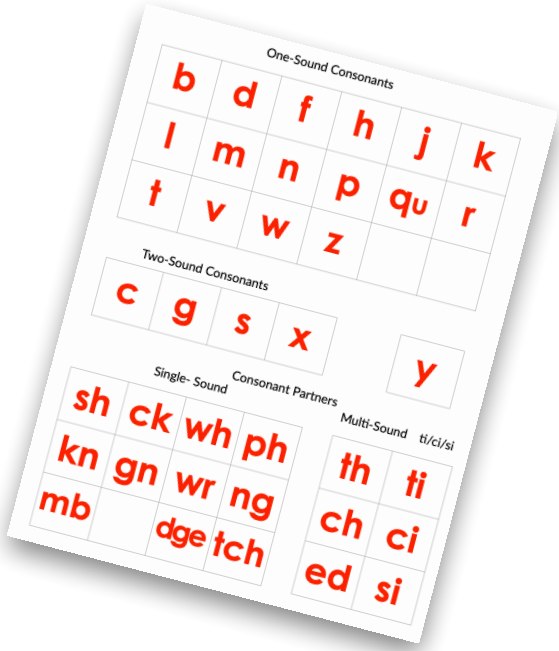 One-Sound Consonants
b d f h j k
l m n p qu r
t v w z
Two-Sound Consonants
c g s x
y
Consonant Partners
Single- Sound
sh ck wh ph
kn gn wr ng
mb dge tch
Multi-Sound ti/ci/si
th ti
ch ci
ed si